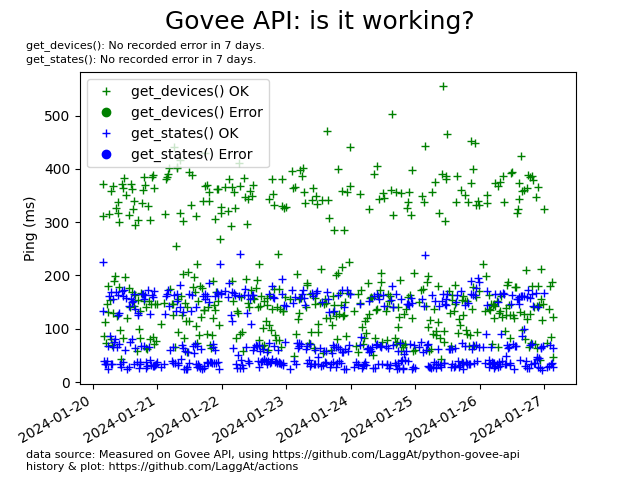 Govee API: is it working?
get_devices(): No recorded error in 7 days.
get_states(): No recorded error in 7 days.
get_devices() OK
get_devices() Error
get_states() OK
get_states() Error
Ping (ms)
500
400
300
200
100
0
2024-01-20
2024-01-21
2024-01-22
2024-01-23
2024-01-24
2024-01-25
2024-01-26
2024-01-27
data source: Measured on Govee API, using https://github.com/LaggAt/python-govee-api
history & plot: https://github.com/LaggAt/actions